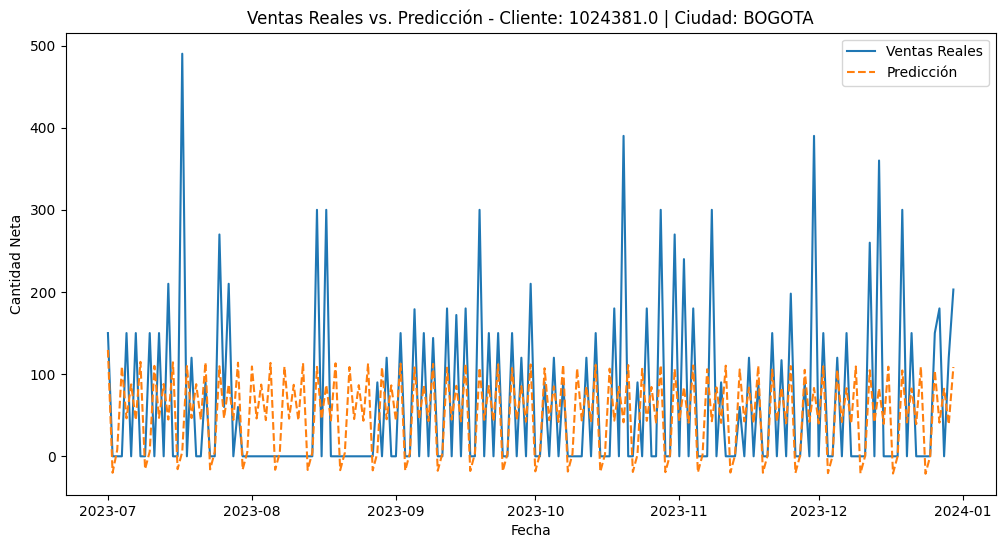 Ventas Reales vs. Predicción - Cliente: 1024381.0 | Ciudad: BOGOTA
Ventas Reales
Predicción
500
400
300
200
100
0
Cantidad Neta
2023-07 2023-08 2023-09 2023-10 2023-11 2023-12 2024-01
Fecha